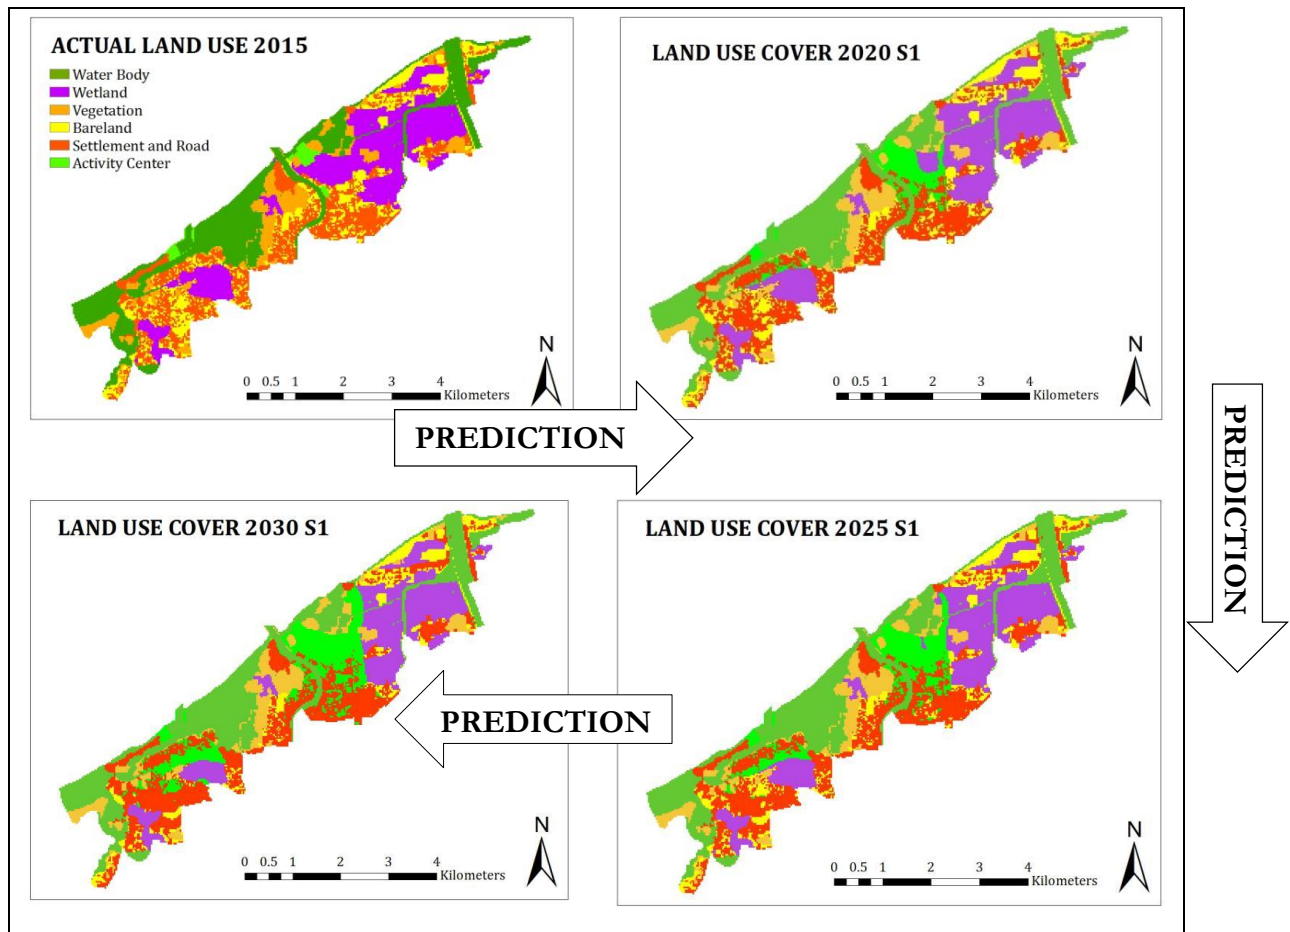 ACTUAL LAND USE 2015
Water Body
Wetland
Vegetation
Bareland
Settlement and Road
Activity Center
N
0 0.5 1 2 3 4
Kilometers
LAND USE COVER 2020 S1
N
0 0.5 1 2 3 4
Kilometers
PREDICTION
PREDICTION
LAND USE COVER 2030 S1
N
0 0.5 1 2 3 4
Kilometers
PREDICTION
LAND USE COVER 2025 S1
N
0 0.5 1 2 3 4
Kilometers